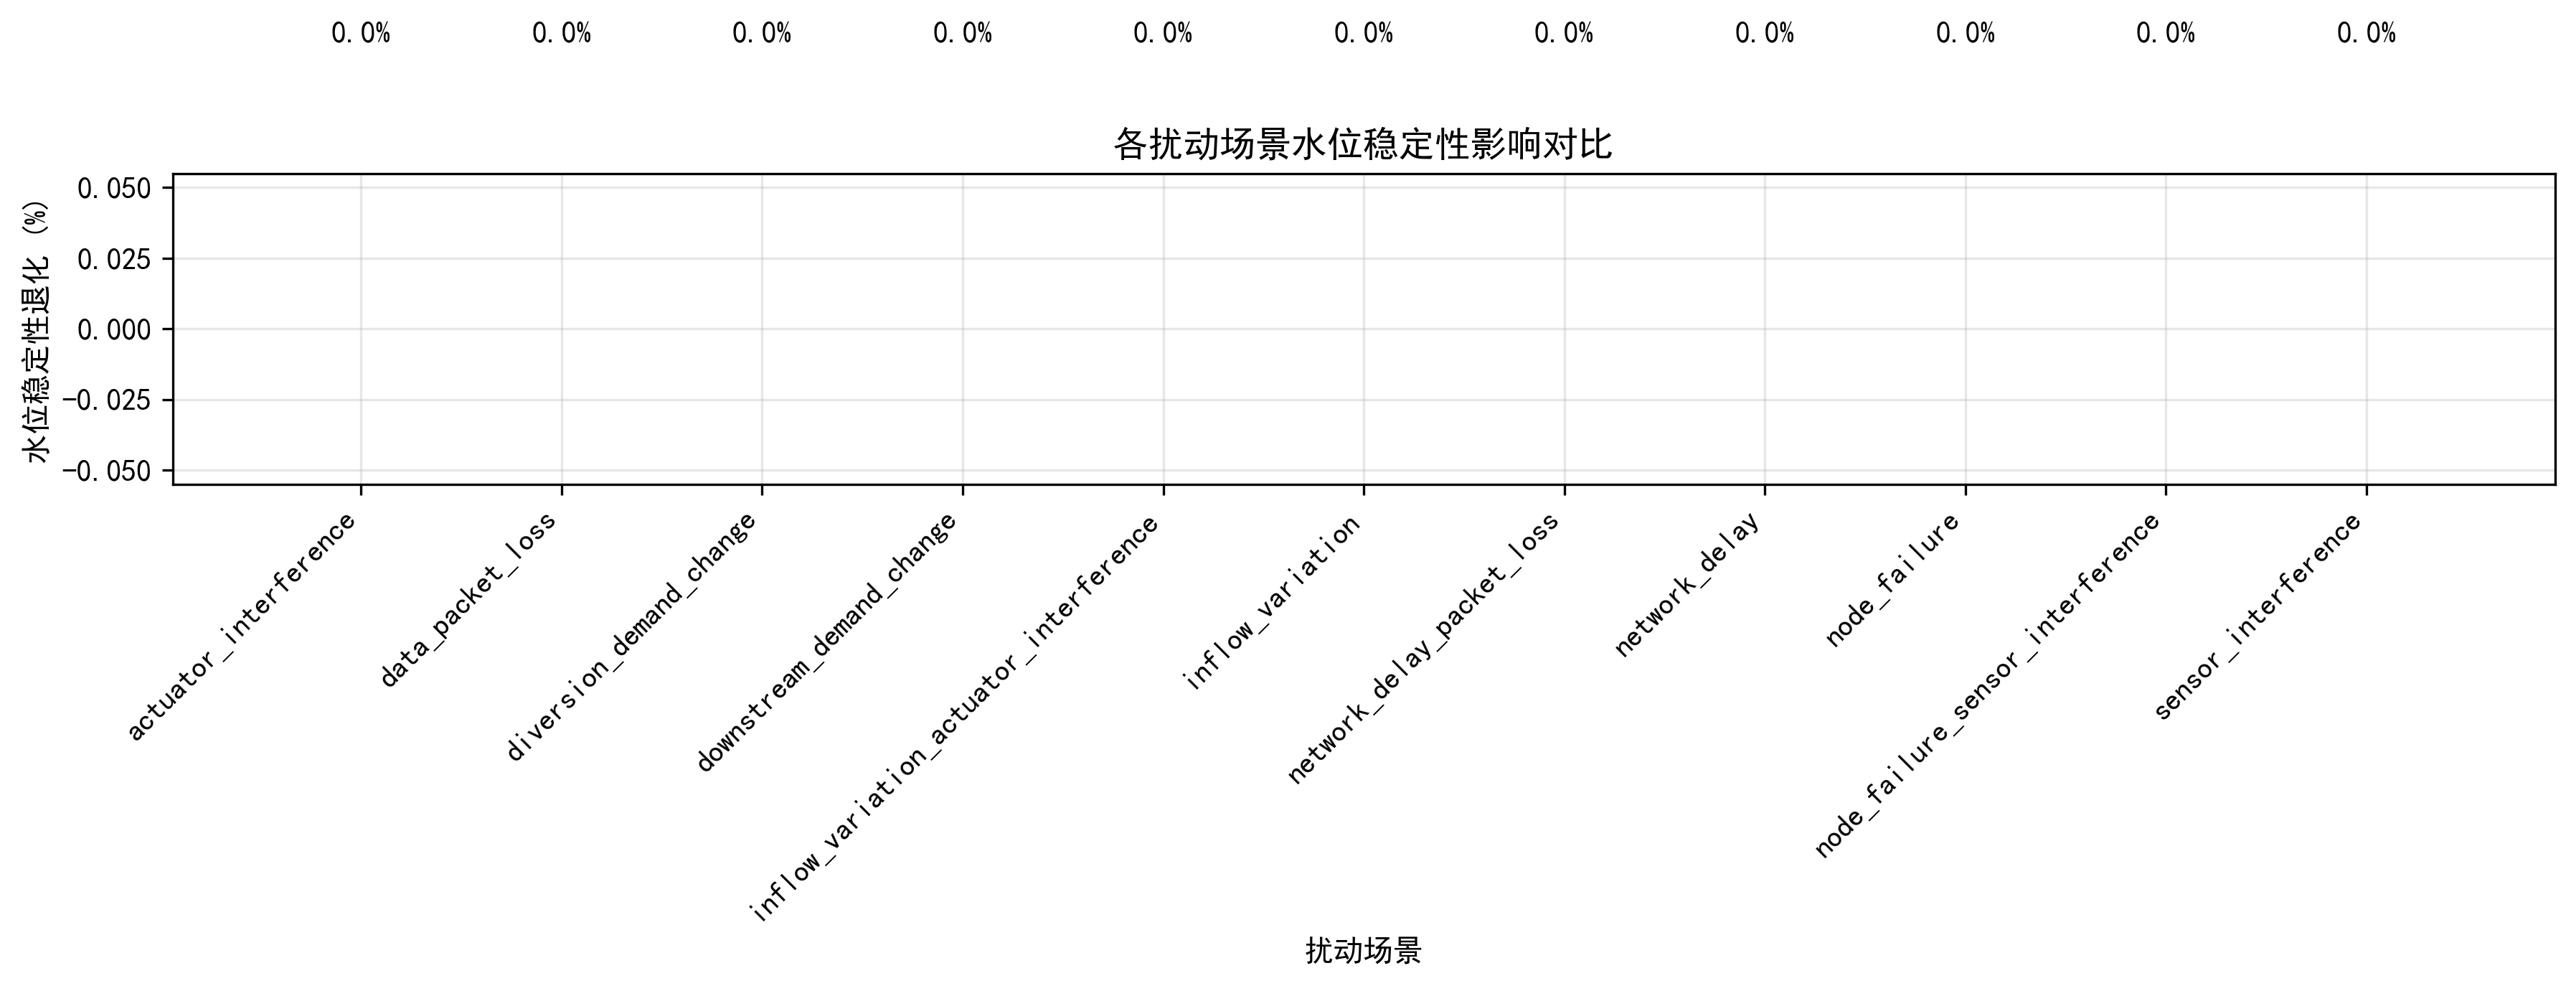 0.0% 0.0% 0.0% 0.0% 0.0% 0.0% 0.0% 0.0% 0.0% 0.0% 0.0%
各扰动场景水位稳定性影响对比
水位稳定性退化 (%)
0.050
0.025
0.000
−0.025
−0.050
actuator_interference
data_packet_loss
diversion_demand_change
downstream_demand_change
inflow_variation_actuator_interference
inflow_variation
network_delay_packet_loss
network_delay
node_failure
node_failure_sensor_interference
sensor_interference
扰动场景